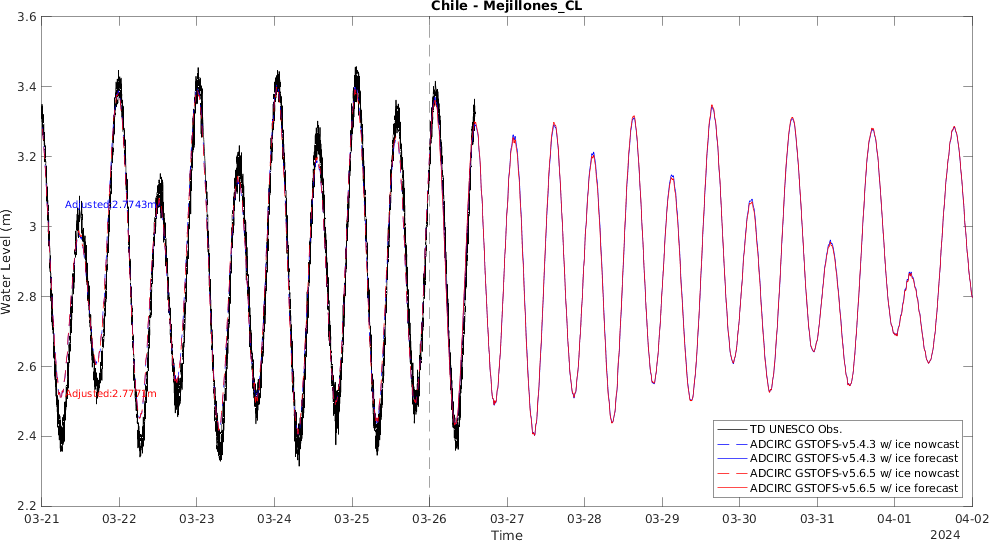 Chile - Mejillones_CL
3.6
3.4
3.2
3
2.8
2.6
2.4
2.2
Water Level (m)
Adjusted:2.7743m
Adjusted:2.7771m
TD UNESCO Obs.
ADCIRC GSTOFS-v5.4.3 w/ ice nowcast
ADCIRC GSTOFS-v5.4.3 w/ ice forecast
ADCIRC GSTOFS-v5.6.5 w/ ice nowcast
ADCIRC GSTOFS-v5.6.5 w/ ice forecast
03-21 03-22 03-23 03-24 03-25 03-26 03-27 03-28 03-29 03-30 03-31 04-01 04-02
Time
2024